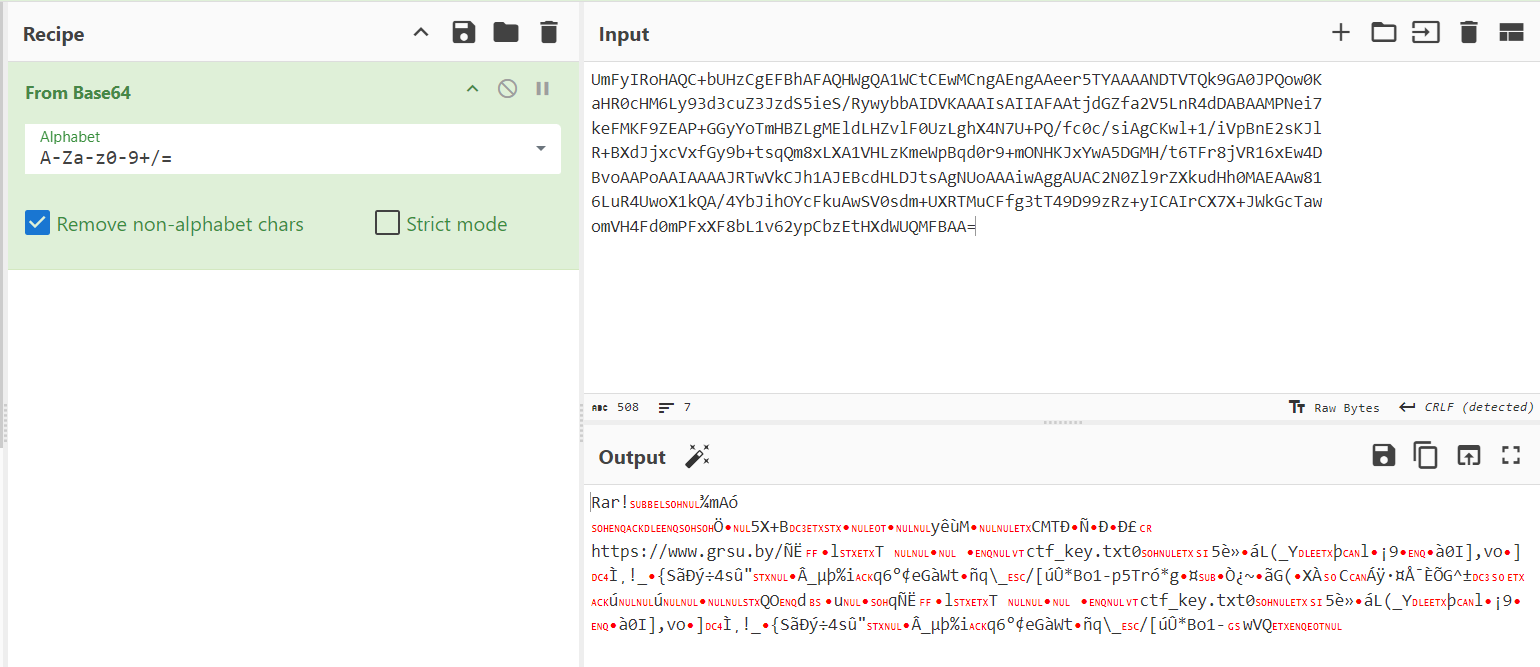 Recipe
From Base64
Alphabet
A-Za-z0-9+/=
Remove non-alphabet chars
Strict mode
Input
UmFyIRoHAQC+bUHzCgEFBhAFAQHWgQA1WCtCEwMCngAEngAAeer5TYAAAANDTVTQk9GA0JPQow0K
aHR0cHM6Ly93d3cuZ3JzdS5ieS/RywybbAIDVKAAAIsAIIAFAAtjdGZfa2V5LnR4dDABAAMPNei7
keFMKF9ZEAP+GGyYoTmHBZLgMEldLHZvlF0UzLghX4N7U+PQ/fc0c/siAgCKwl+1/iVpBnE2sKJl
R+BXdJjxcVxfGy9b+tsqQm8xLXA1VHLzKmeWpBqd0r9+mONHKJxYwA5DGMH/t6TFr8jVR16xEw4D
BvoAAPoAAIAAAAJRTwVkCJh1AJEBcdHLDJtsAgNUoAAAiwAggAUAC2N0Zl9rZXkudHh0MAEAAw81
6LuR4UwoX1kQA/4YbJihOYcFkuAwSV0sdm+UXRTMuCFfg3tT49D99zRz+yICAIrCX7X+JWkGcTaw
omVH4Fd0mPFxXF8bL1v62ypCbzEtHXdWUQMFBAA=
ABC 508 7
Raw Bytes CRLF (detected)
Output
Rar!SUBBELSOHNUL¾mAó
SOHENQACKDLEENQSOHSOHÖ•NUL5X+BDC3ETXSTX•NULEOT•NULNULyêùM•NULNULETXCMTÐ•Ñ•Ð•Ð£CR
https://www.grsu.by/ÑËFF•lSTXETXT NULNUL•NUL •ENQNULVTctf_key.txt0SOHNULETXSI5è»•áL(_YDLEETXþCANl•¡9•ENQ•à0I],vo•]
DC4Ì¸!_•{SãÐý÷4sû"STXNUL•Â_µþ%iACKq6°¢eGàWt•ñq\_ESC/[úÛ*Bo1-p5Tró*g•¤SUB•Ò¿~•ãG(•XÀSOCCANÁÿ·¤Å¯ÈÕG^±DC3SOETX
ACKúNULNULúNULNUL•NULNULSTXQOENQdBS•uNUL•SOHqÑËFF•lSTXETXT NULNUL•NUL •ENQNULVTctf_key.txt0SOHNULETXSI5è»•áL(_YDLEETXþCANl•¡9•
ENQ•à0I],vo•]DC4Ì¸!_•{SãÐý÷4sû"STXNUL•Â_µþ%iACKq6°¢eGàWt•ñq\_ESC/[úÛ*Bo1-GSwVQETXENQEOTNUL